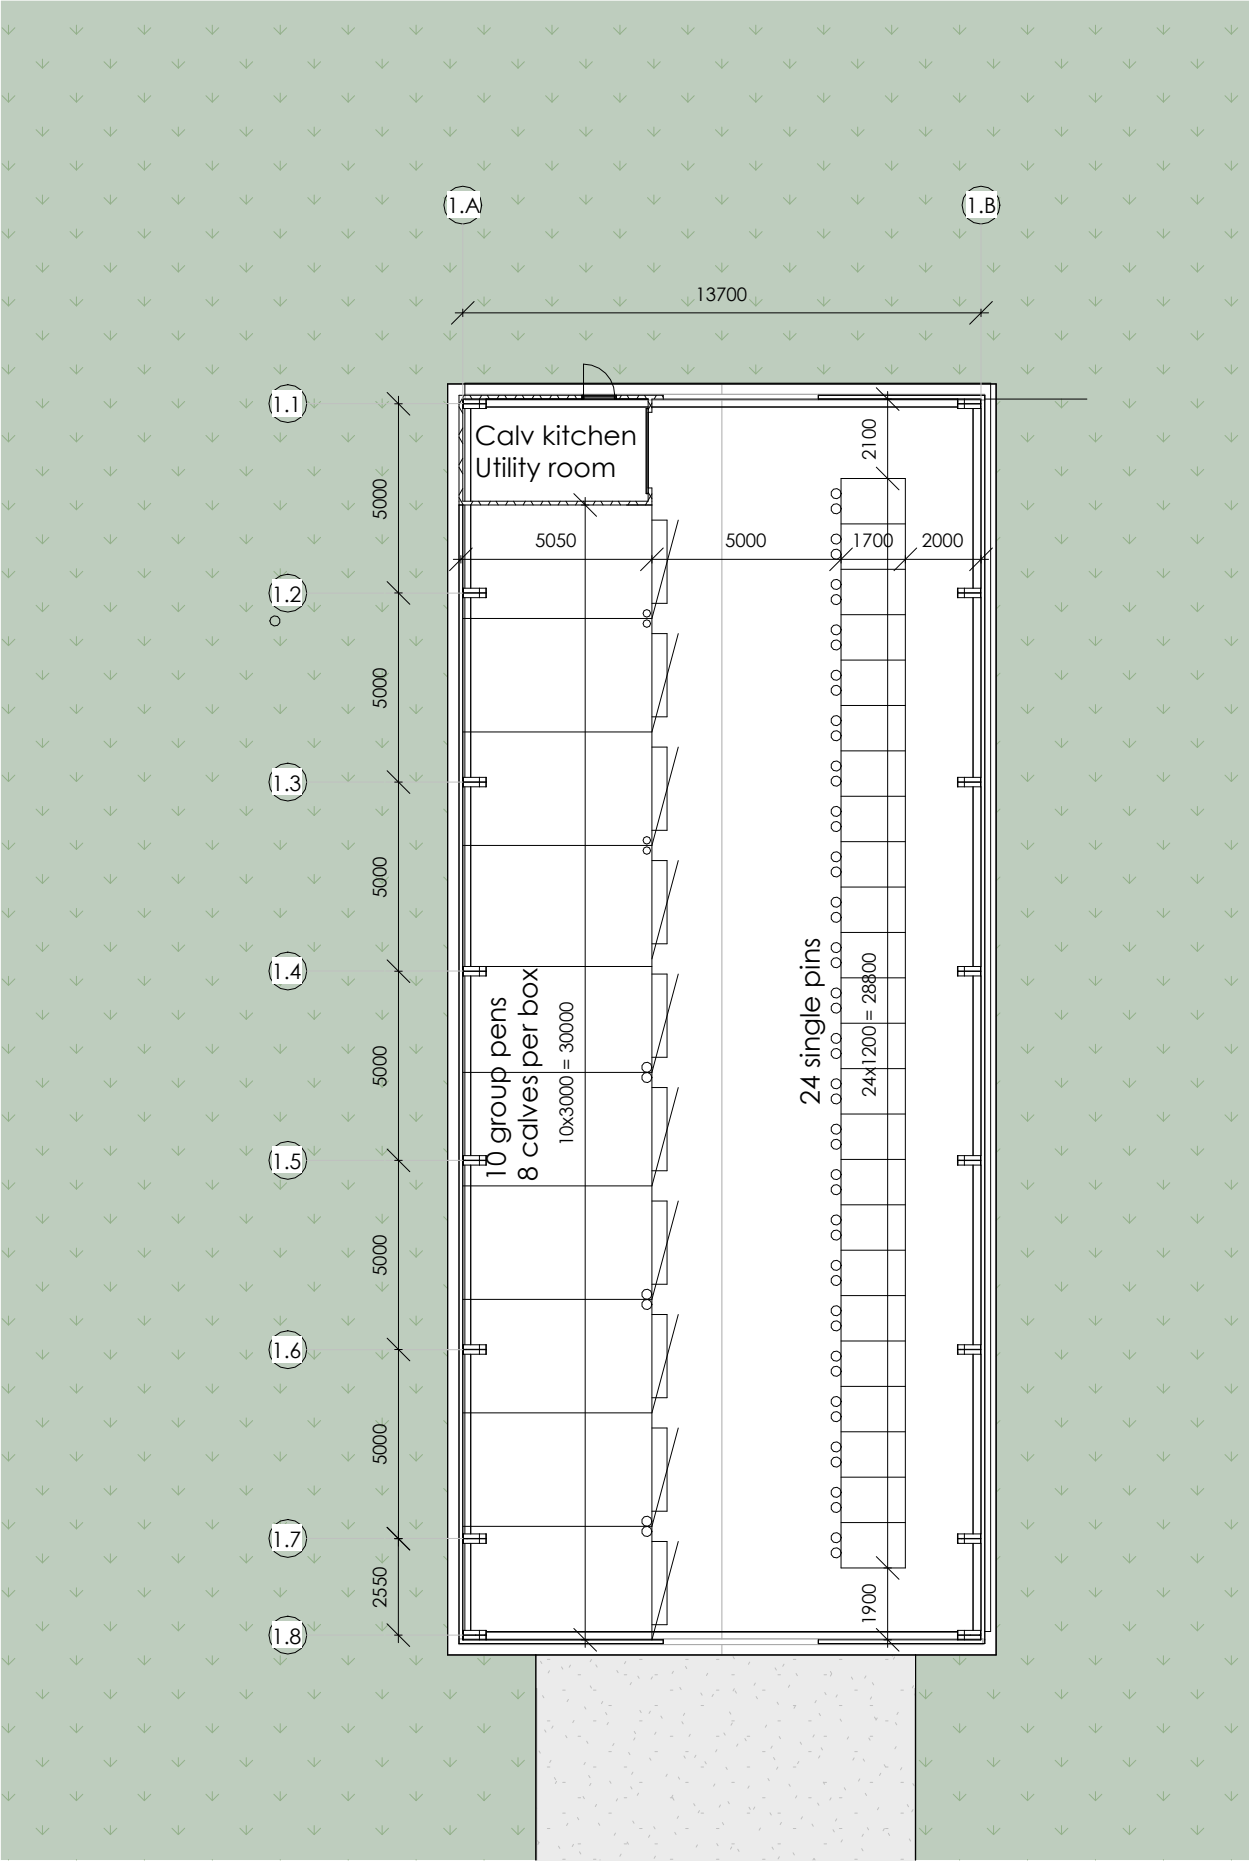 1.A
1.B
13700
1.1
1.2
1.3
1.4
1.5
1.6
1.7
1.8
5000
5000
5000
5000
5000
5000
2550
Calv kitchen
Utility room
2100
5050
5000
1700
2000
10 group pens
8 calves per box
10x3000 = 30000
24 single pins
24x1200 = 28800
1900